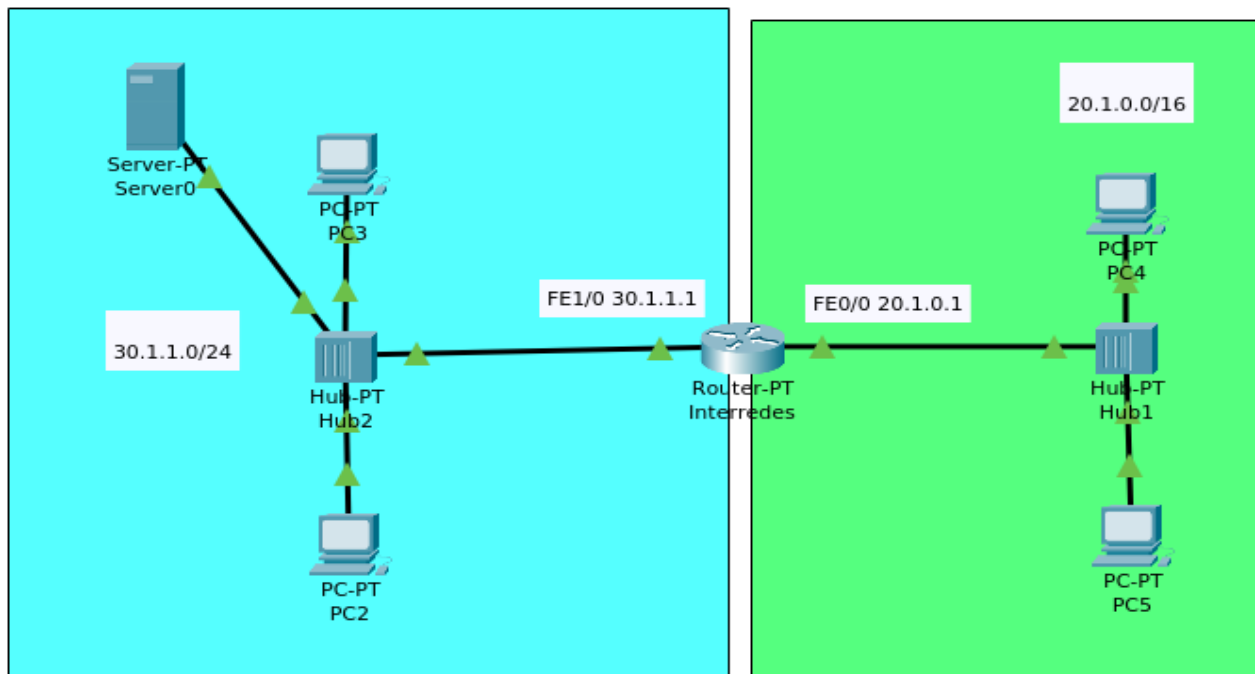 20.1.0.0/16
Server-PT
Server0
PC-PT
PC3
PC-PT
PC4
FE1/0 30.1.1.1
FE0/0 20.1.0.1
30.1.1.0/24
Hub-PT
Hub2
Router-PT
Interredes
Hub-PT
Hub1
PC-PT
PC2
PC-PT
PC5